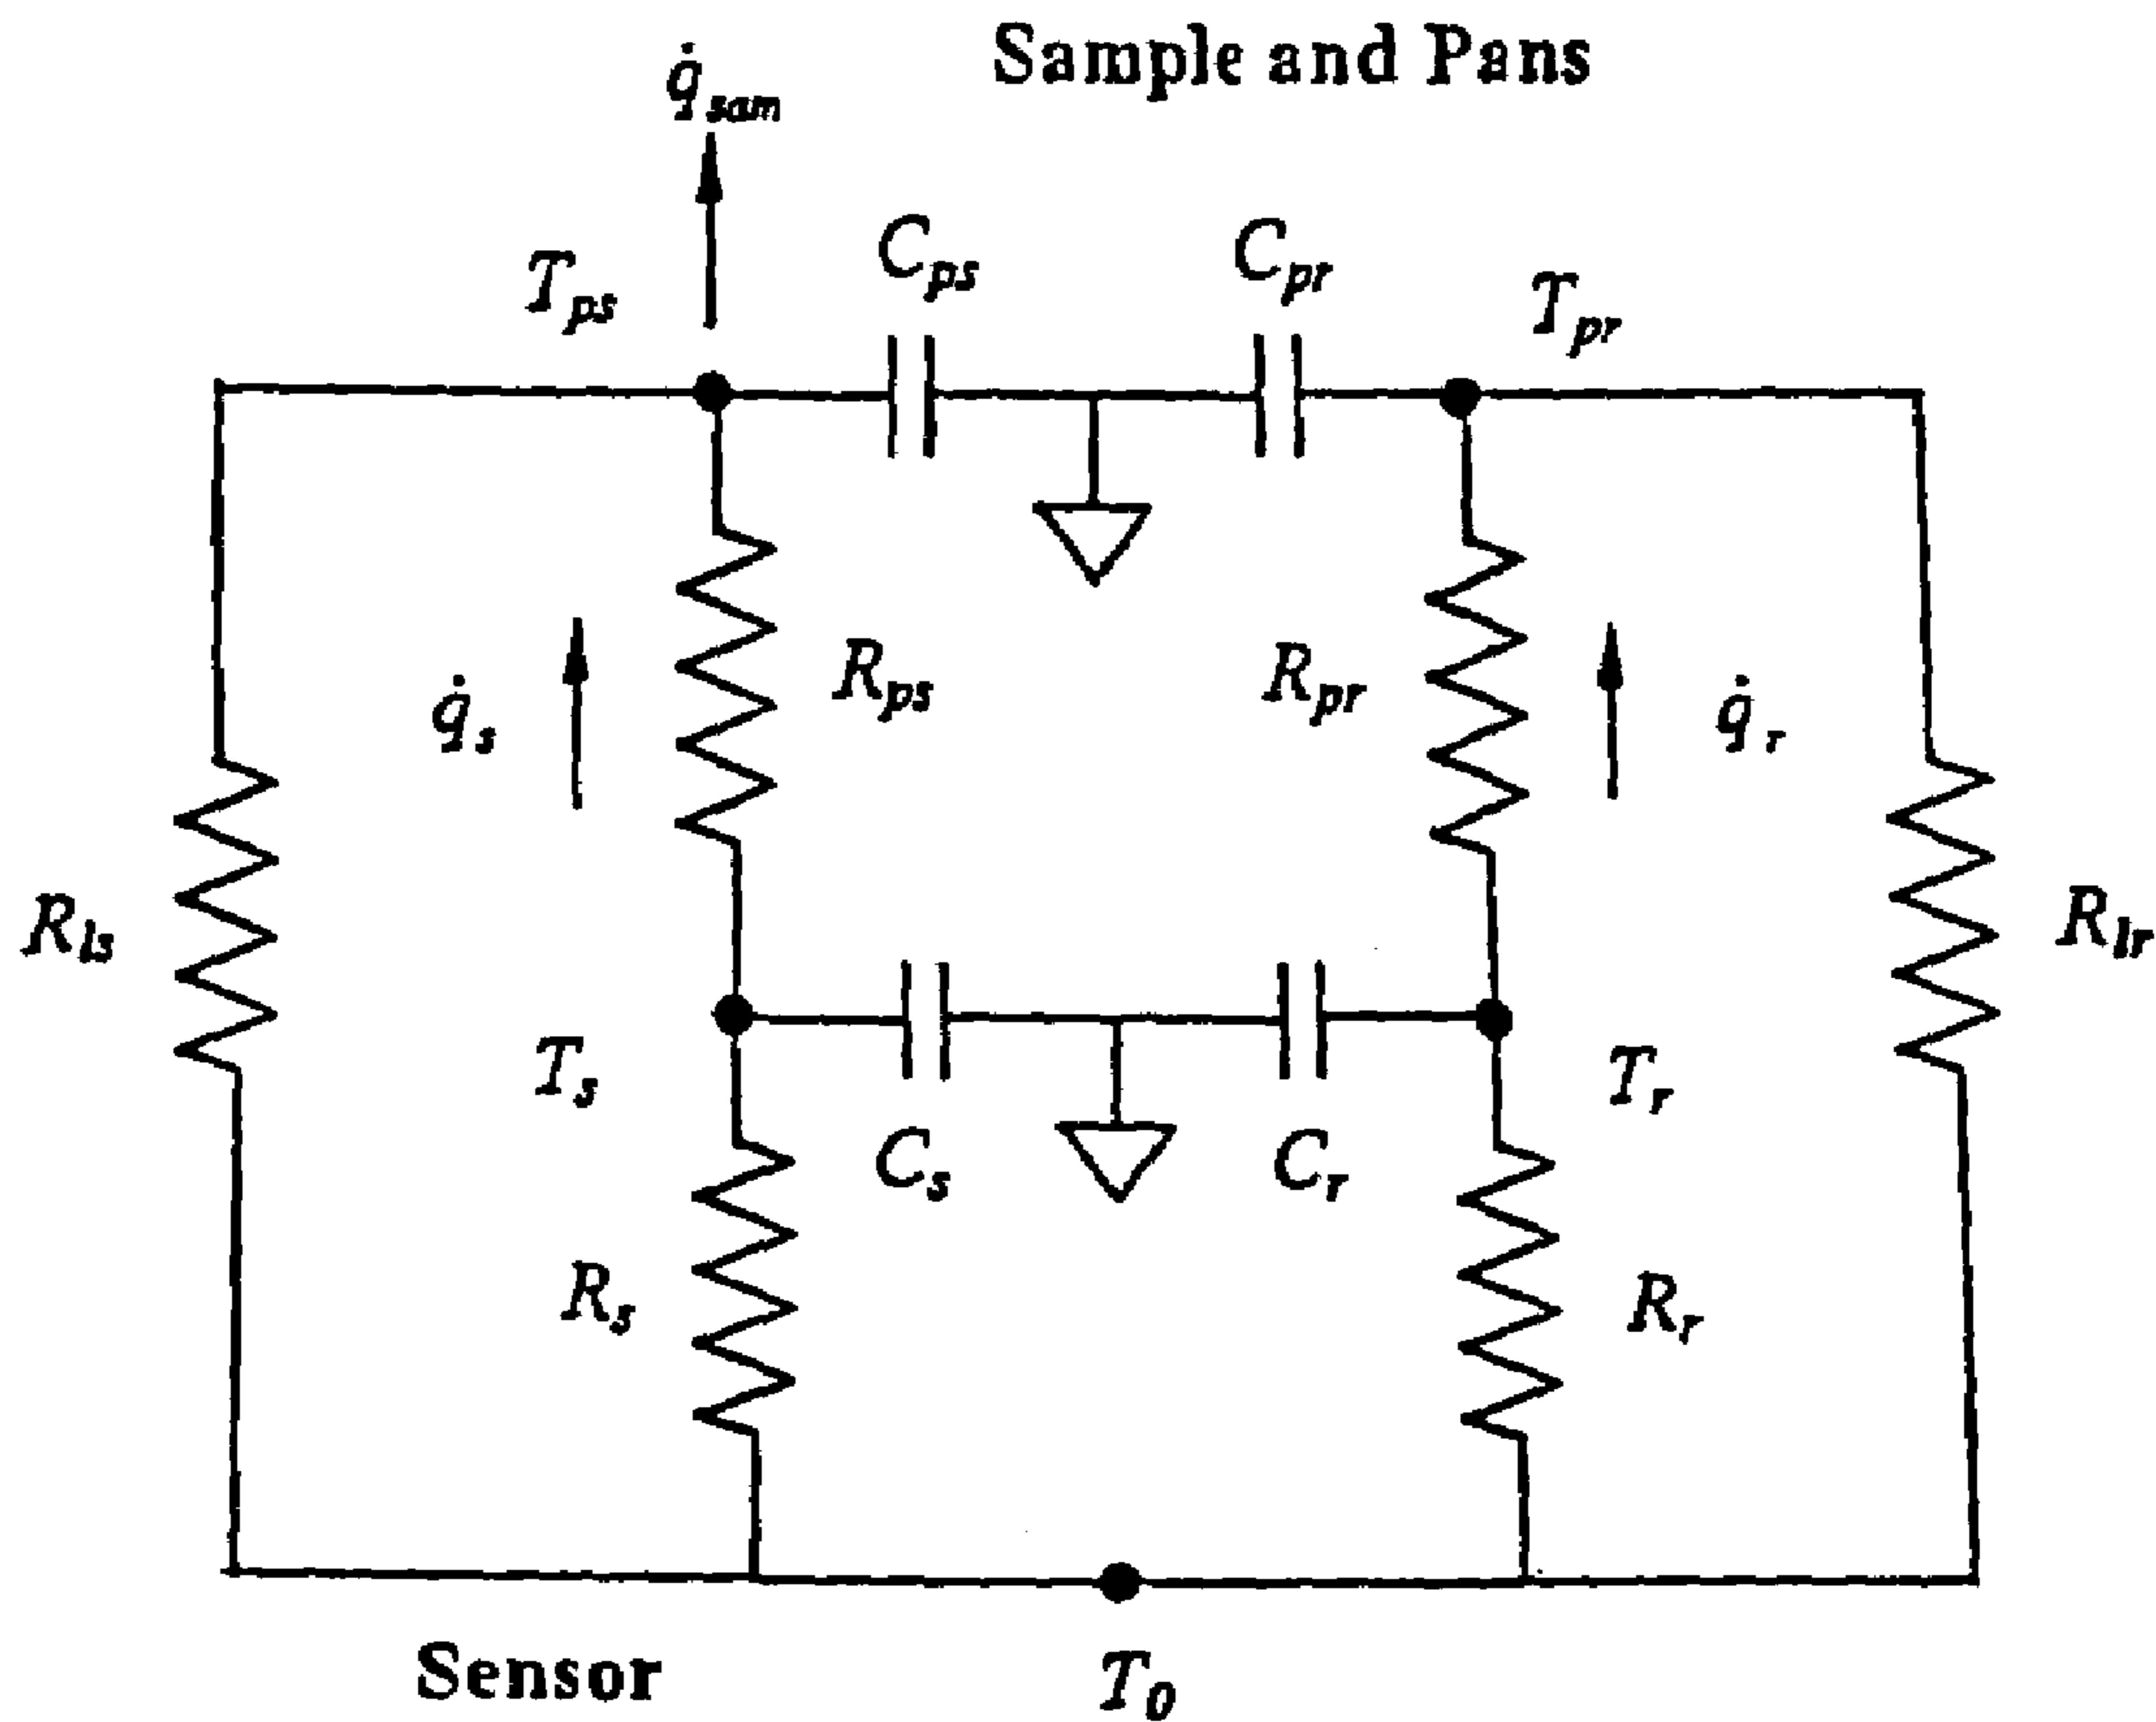 Sample and Pans
q̇sam
Tps
Cps
Cpr
Tpr
q̇s
Rps
Rpr
q̇r
Rls
Rlr
Ts
Cs
Cr
Tr
Rs
Rr
Sensor
T0